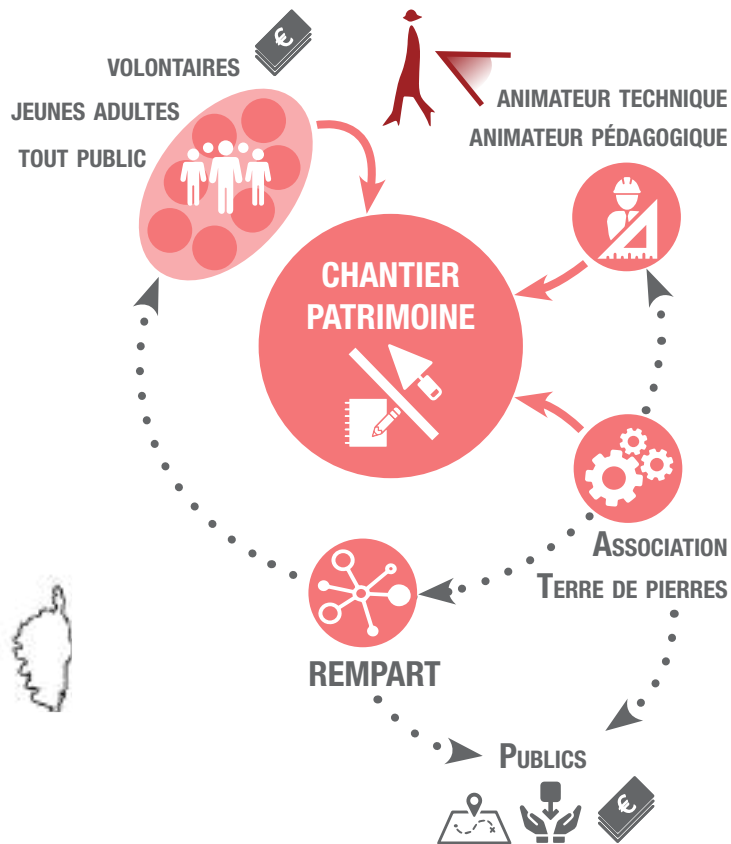 VOLONTAIRES
JEUNES ADULTES
TOUT PUBLIC
ANIMATEUR TECHNIQUE
ANIMATEUR PÉDAGOGIQUE
CHANTIER
PATRIMOINE
ASSOCIATION
TERRE DE PIERRES
REMPART
PUBLICS
€
€